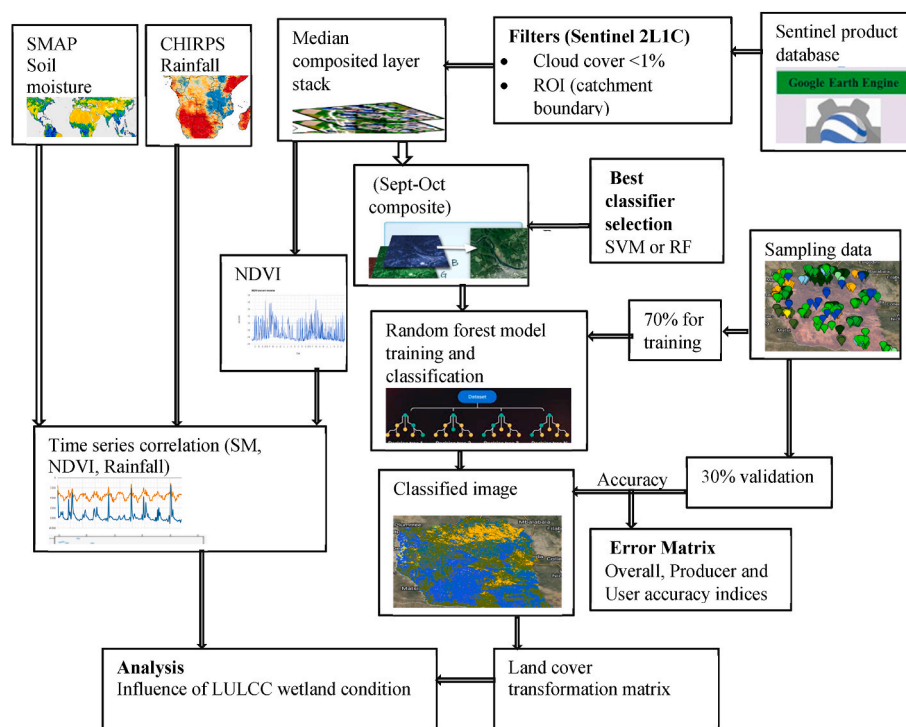 SMAP
Soil
moisture
CHIRPS
Rainfall
Median
composited layer
stack
Filters (Sentinel 2L1C)
• Cloud cover <1%
• ROI (catchment
boundary)
Sentinel product
database
Google Earth Engine
(Sept-Oct
composite)
B
G
Best
classifier
selection
SVM or RF
Sampling data
NDVI
Random forest model
training and
classification
Dataset
70% for
training
Time series correlation (SM,
NDVI, Rainfall)
Classified image
Accuracy
30% validation
Error Matrix
Overall, Producer and
User accuracy indices
Analysis
Influence of LULCC wetland condition
Land cover
transformation matrix